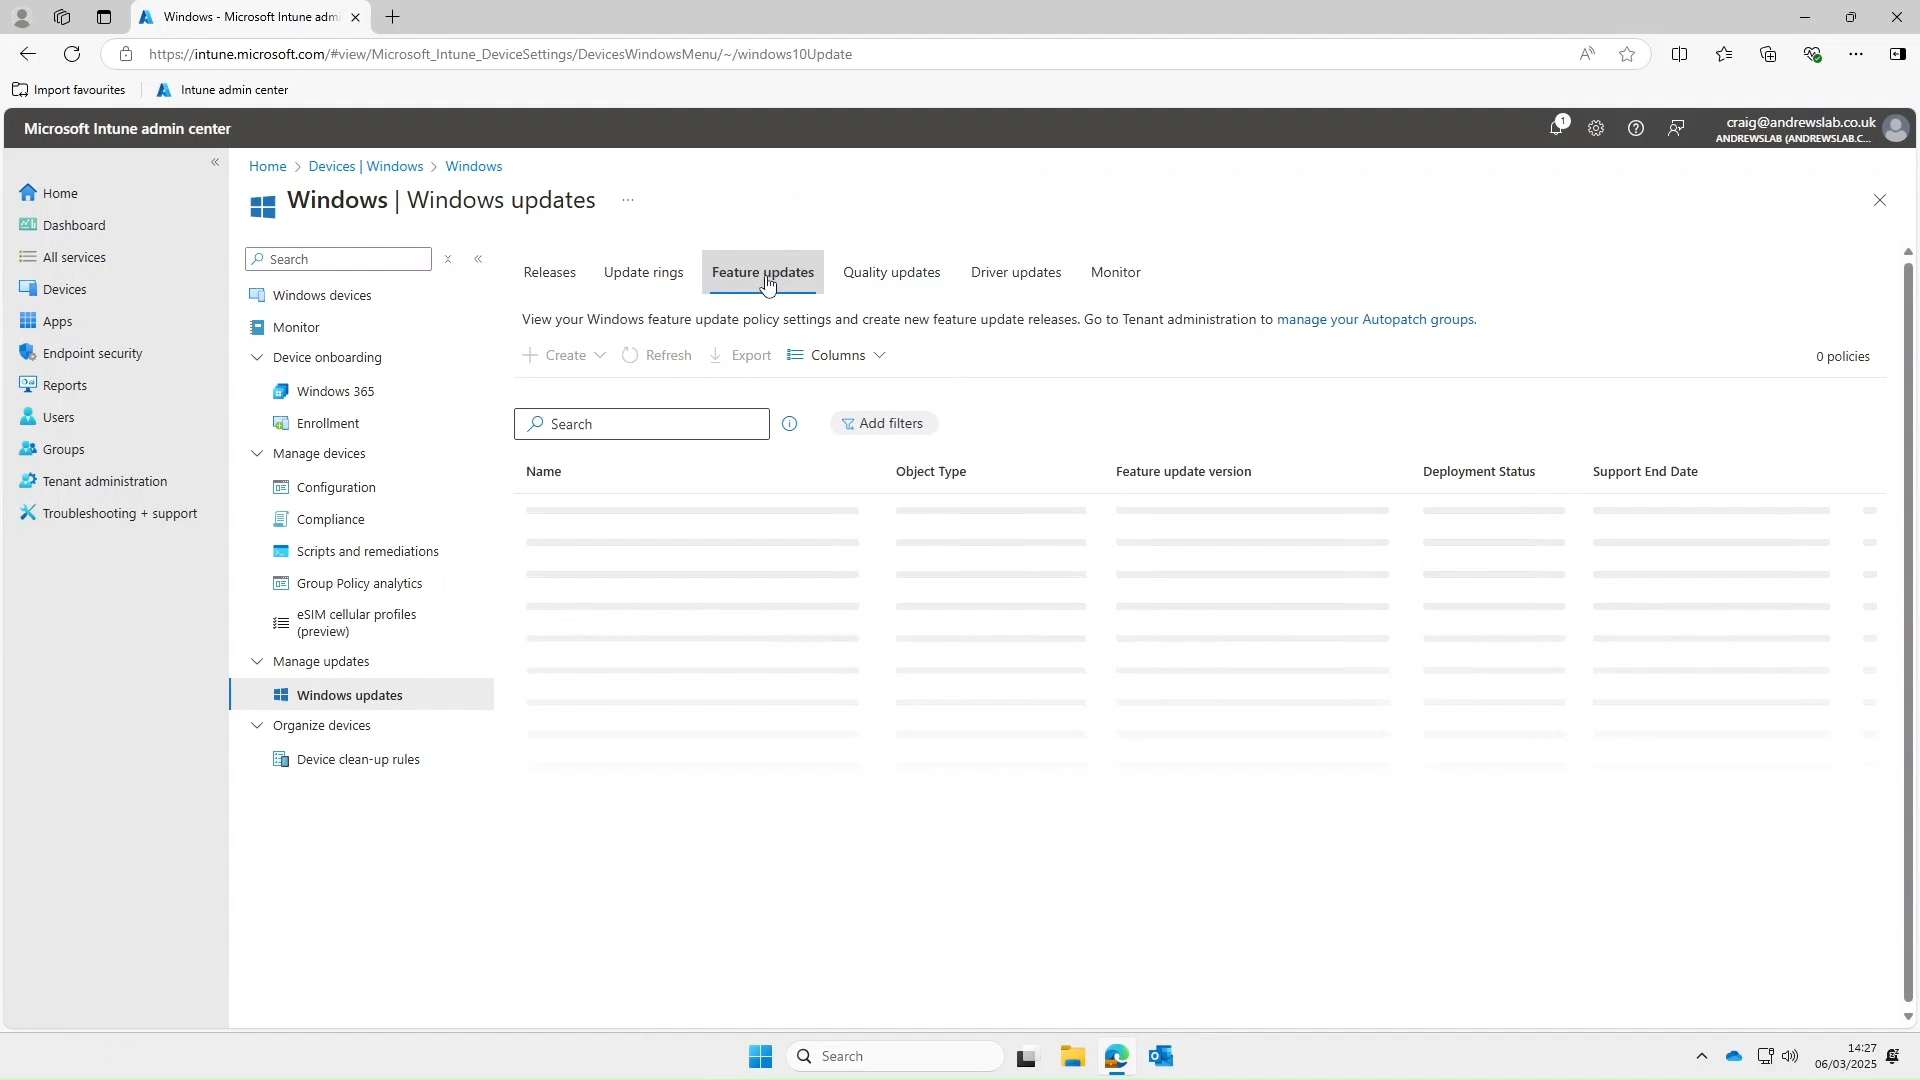 Windows - Microsoft Intune adm
https://intune.microsoft.com/#view/Microsoft_Intune_DeviceSettings/DevicesWindowsMenu/~/windows10Update
Import favourites
Intune admin center
Microsoft Intune admin center
1
craig@andrewslab.co.uk
ANDREWSLAB (ANDREWSLAB.C...
Home
Dashboard
All services
Devices
Apps
Endpoint security
Reports
Users
Groups
Tenant administration
Troubleshooting + support
Home > Devices | Windows > Windows
Windows | Windows updates ...
Search
Windows devices
Monitor
Device onboarding
Windows 365
Enrollment
Manage devices
Configuration
Compliance
Scripts and remediations
Group Policy analytics
eSIM cellular profiles
(preview)
Manage updates
Windows updates
Organize devices
Device clean-up rules
Releases Update rings Feature updates Quality updates Driver updates Monitor
View your Windows feature update policy settings and create new feature update releases. Go to Tenant administration to manage your Autopatch groups.
Create Refresh Export Columns 0 policies
Search Add filters
Name Object Type Feature update version Deployment Status Support End Date
Search
14:27
06/03/2025